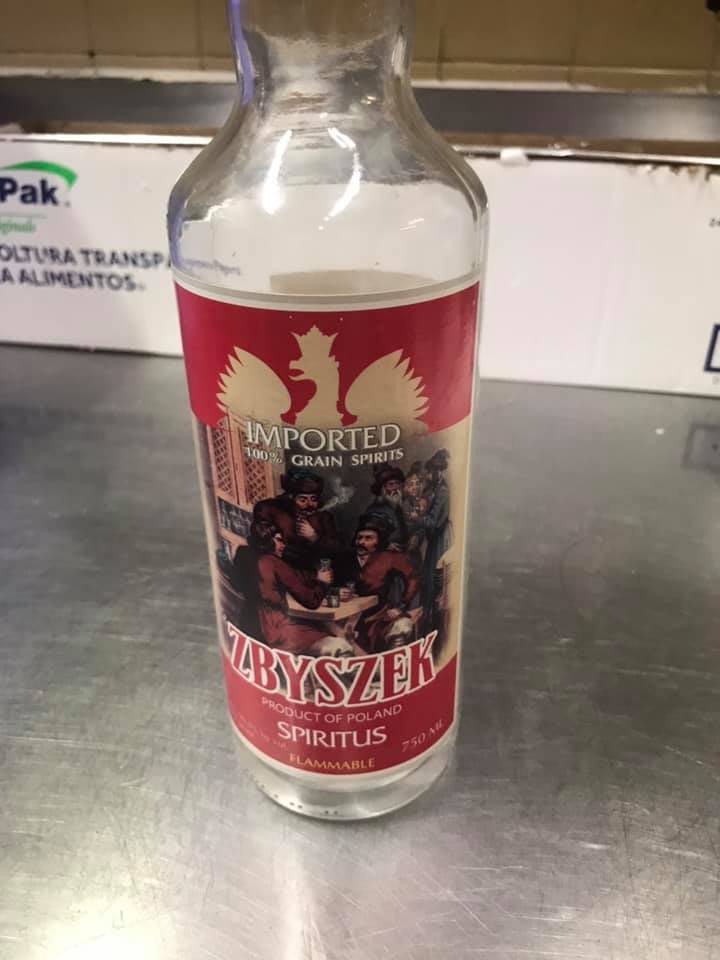 Pak
OLTURA TRANSPA
A ALIMENTOS.
IMPORTED
100% GRAIN SPIRITS
ZBYSZEK
PRODUCT OF POLAND
SPIRITUS
750 ML
FLAMMABLE